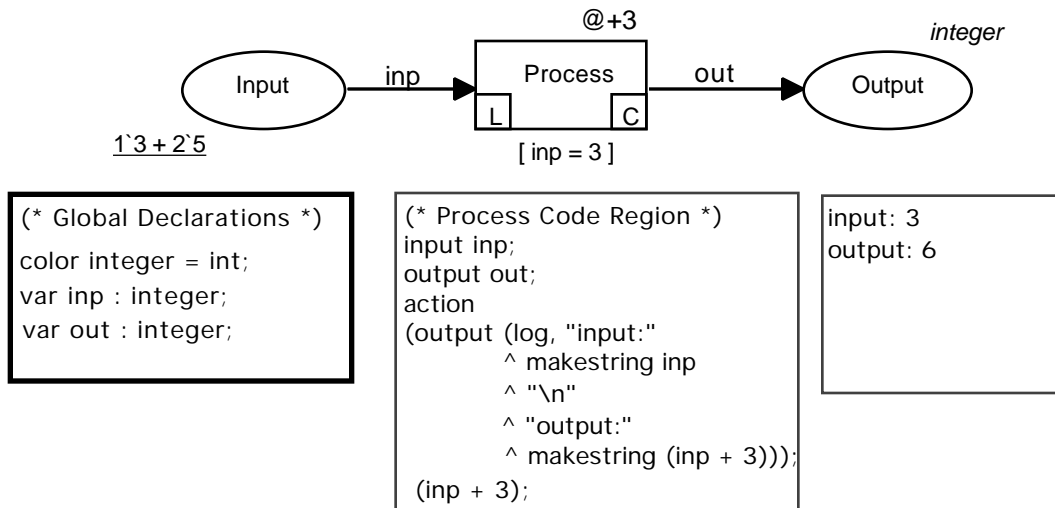 @+3
integer
Input
inp
Process
out
Output
L
C
1`3 + 2`5
[ inp = 3 ]
(* Global Declarations *)
color integer = int;
var inp : integer;
var out : integer;
(* Process Code Region *)
input inp;
output out;
action
(output (log, "input:"
^ makestring inp
^ "\n"
^ "output:"
^ makestring (inp + 3)));
(inp + 3);
input: 3
output: 6